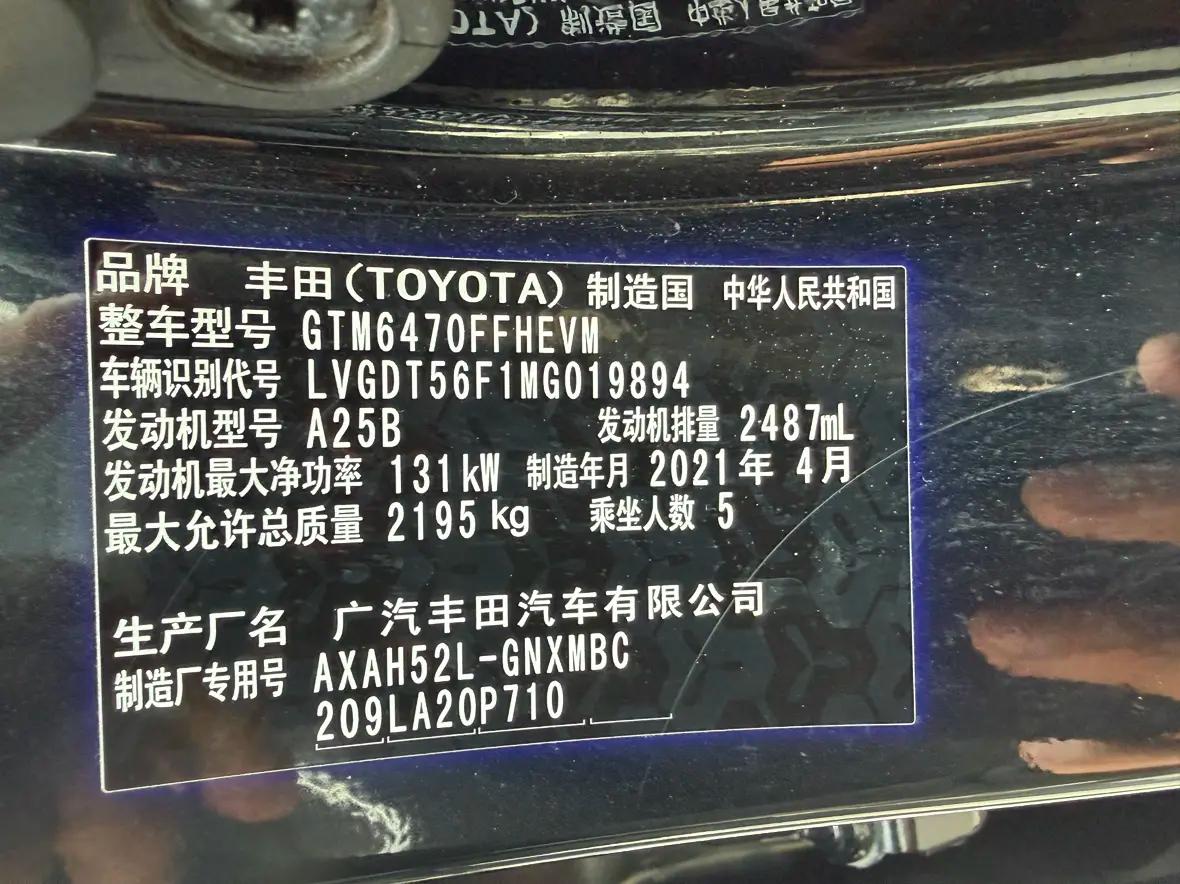 品牌 丰田(TOYOTA) 制造国 中华人民共和国
整车型号 GTM6470FFHEVM
车辆识别代号 LVGDT56F1MG019894
发动机型号 A25B 发动机排量 2487mL
发动机最大净功率 131kW 制造年月 2021年 4月
最大允许总质量 2195kg 乘坐人数 5
生产厂名 广汽丰田汽车有限公司
制造厂专用号 AXAH52L-GNXMBC
209LA20P710